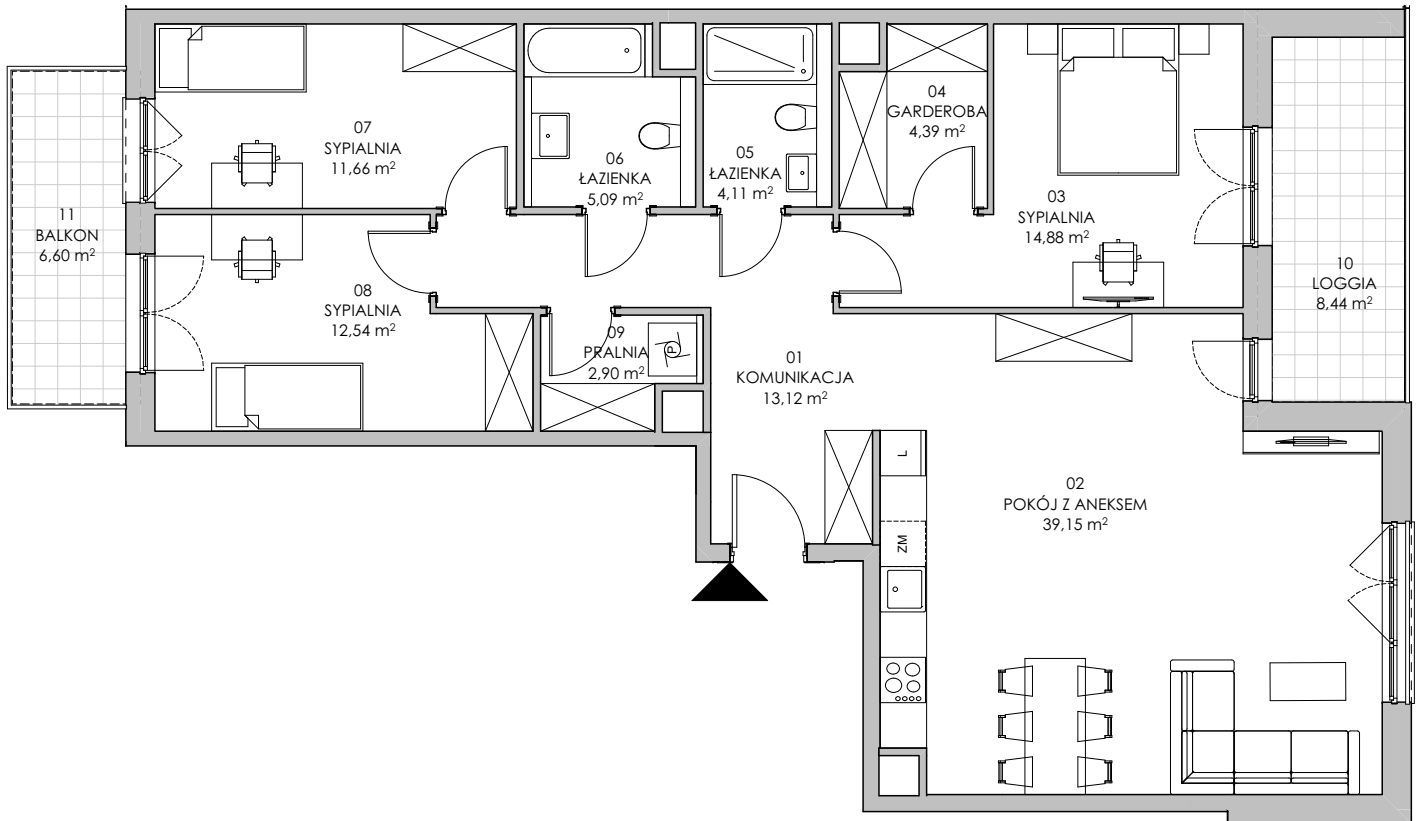 07
SYPIALNIA
11,66 m²
06
ŁAZIENKA
5,09 m²
05
ŁAZIENKA
4,11 m²
04
GARDEROBA
4,39 m²
03
SYPIALNIA
14,88 m²
11
BALKON
6,60 m²
10
LOGGIA
8,44 m²
08
SYPIALNIA
12,54 m²
09
PRALNIA
2,90 m²
P
01
KOMUNIKACJA
13,12 m²
L
ZM
02
POKÓJ Z ANEKSEM
39,15 m²